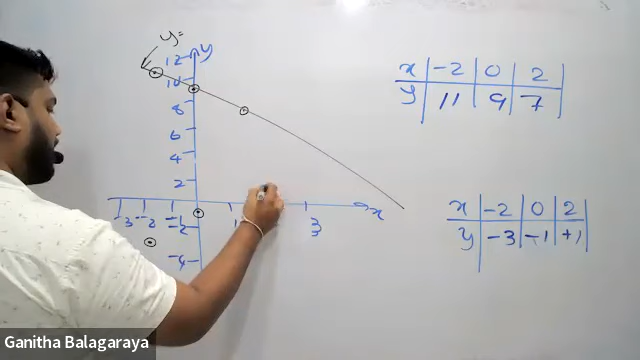 y=
y
12
10
8
6
4
2
-3 -2 -1 1 3 x
-2
-4
x -2 0 2
y 11 9 7
x -2 0 2
y -3 -1 +1
Ganitha Balagaraya